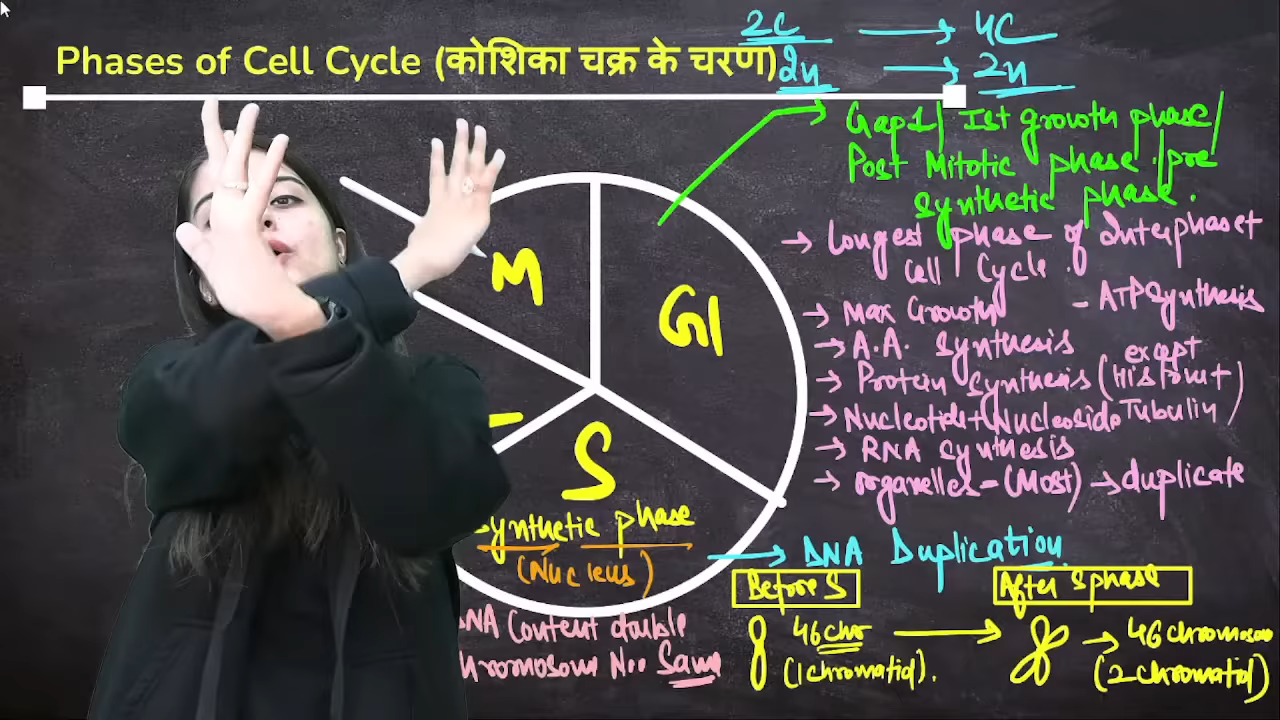 2C → 4C
Phases of Cell Cycle (कोशिका चक्र के चरण)
2n → 2n
Gap1/ Ist growth phase/
Post Mitotic phase /pre
Synthetic phase.
→ Longest phase of Interphase+
Cell Cycle.
→ Max Growth - ATP Synthesis
→ A.A. Synthesis
→ Protein Synthesis (except Histone+
Tubulin)
→ Nucleotide+Nucleoside
→ RNA Synthesis
→ organelles - (Most) → duplicate
M
G1
S
Synthetic phase
(Nucleus)
→ DNA Duplication
Before S
After S phase
DNA Content double
Chromosom No. Same
46 chr → 46 chromosom
(1 chromatid). (2 chromatid)